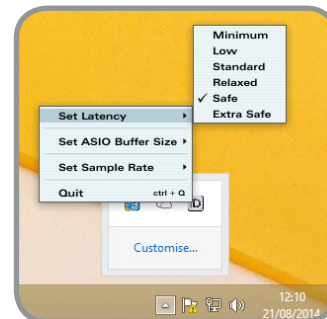 Minimum
Low
Standard
Relaxed
✓ Safe
Extra Safe
Set Latency
Set ASIO Buffer Size
Set Sample Rate
Quit ctrl + Q
D
Customise...
12:10
21/08/2014